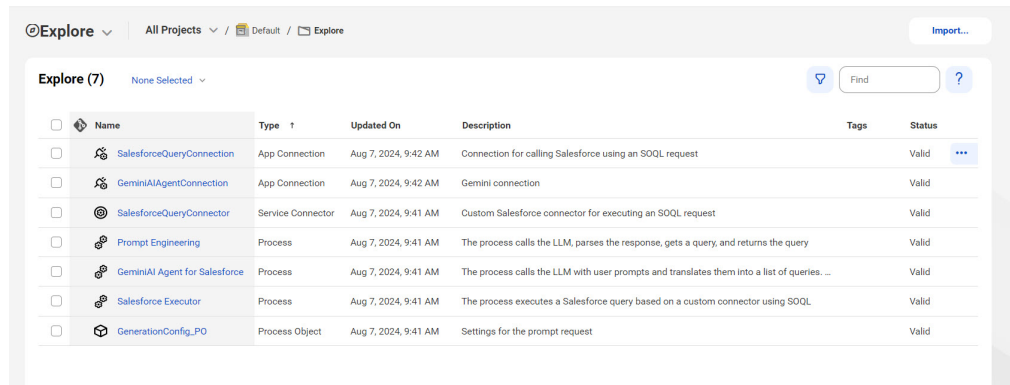 Explore All Projects / Default / Explore Import...
Explore (7) None Selected Find ?
Name Type ↑ Updated On Description Tags Status
SalesforceQueryConnection App Connection Aug 7, 2024, 9:42 AM Connection for calling Salesforce using an SOQL request Valid ...
GeminiAIAgentConnection App Connection Aug 7, 2024, 9:42 AM Gemini connection Valid
SalesforceQueryConnector Service Connector Aug 7, 2024, 9:41 AM Custom Salesforce connector for executing an SOQL request Valid
Prompt Engineering Process Aug 7, 2024, 9:41 AM The process calls the LLM, parses the response, gets a query, and returns the query Valid
GeminiAI Agent for Salesforce Process Aug 7, 2024, 9:41 AM The process calls the LLM with user prompts and translates them into a list of queries. ... Valid
Salesforce Executor Process Aug 7, 2024, 9:41 AM The process executes a Salesforce query based on a custom connector using SOQL Valid
GenerationConfig_PO Process Object Aug 7, 2024, 9:41 AM Settings for the prompt request Valid